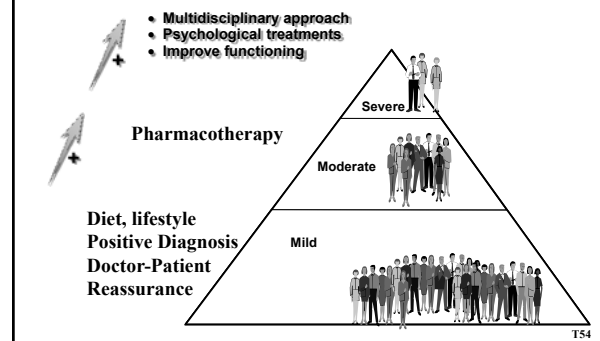 • Multidisciplinary approach
• Psychological treatments
• Improve functioning
+
Severe
Pharmacotherapy
+
Moderate
Diet, lifestyle
Positive Diagnosis
Doctor-Patient
Reassurance
Mild
T54